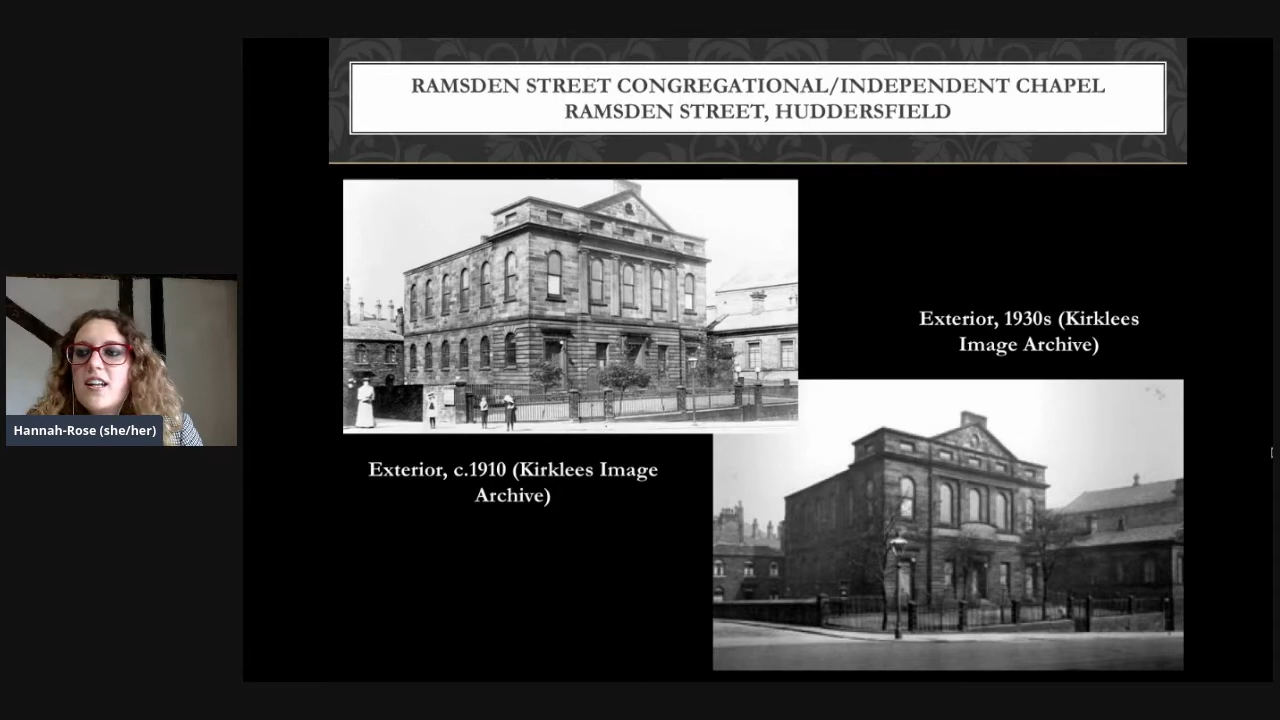 RAMSDEN STREET CONGREGATIONAL/INDEPENDENT CHAPEL
RAMSDEN STREET, HUDDERSFIELD
Exterior, 1930s (Kirklees
Image Archive)
Hannah-Rose (she/her)
Exterior, c.1910 (Kirklees Image
Archive)